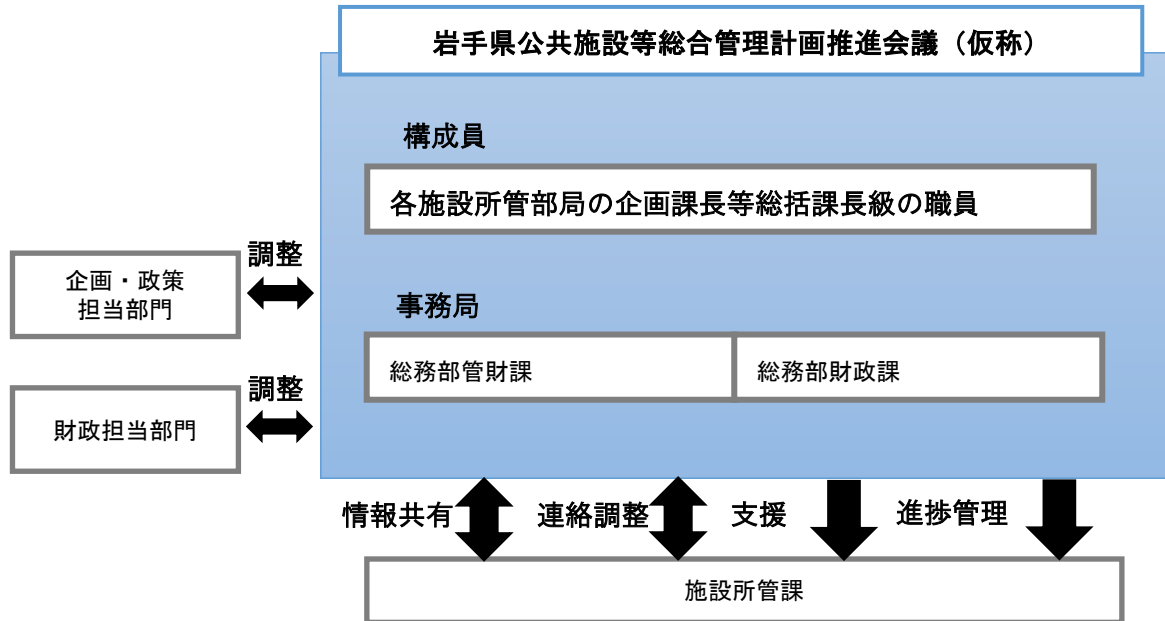 岩手県公共施設等総合管理計画推進会議（仮称）
構成員
各施設所管部局の企画課長等総括課長級の職員
調整
企画・政策
担当部門
事務局
総務部管財課
総務部財政課
調整
財政担当部門
情報共有
連絡調整
支援
進捗管理
施設所管課